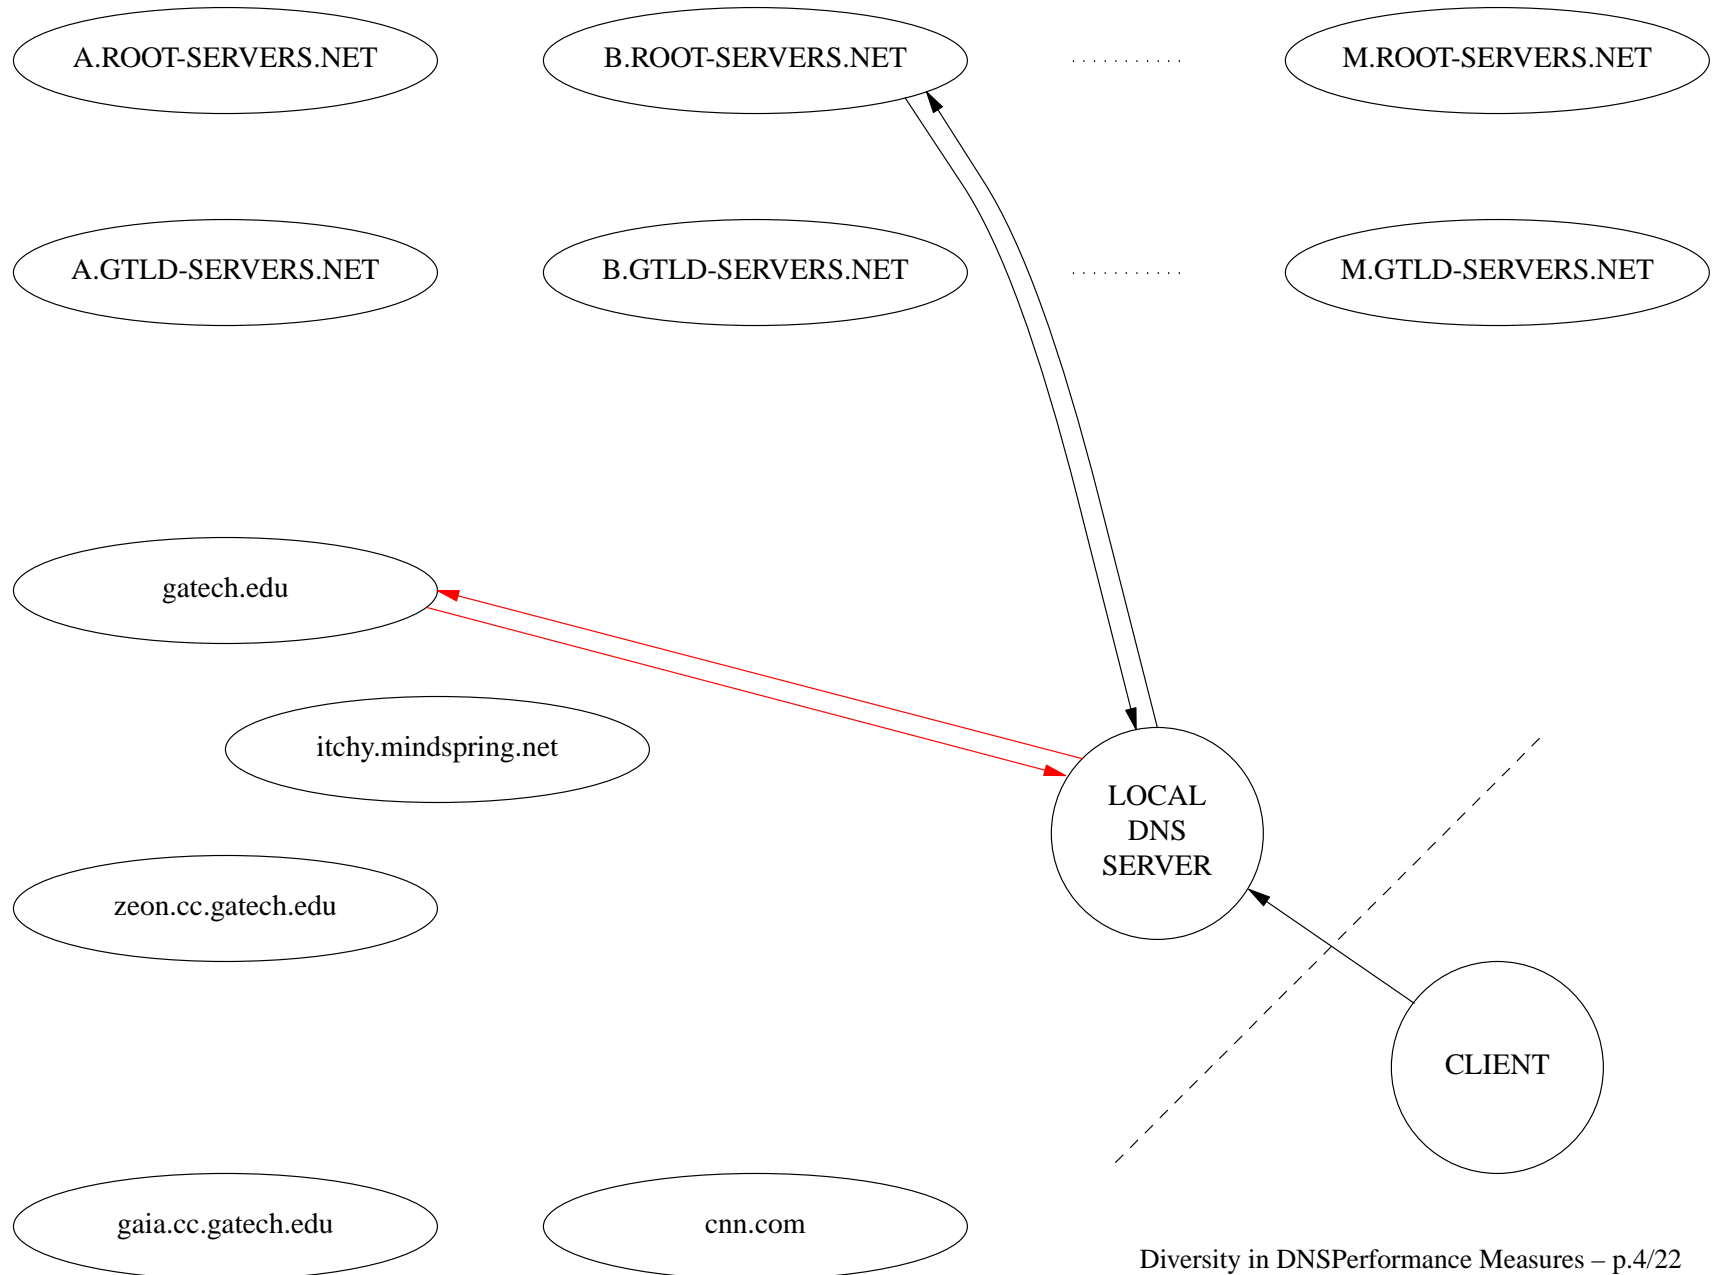 A.ROOT-SERVERS.NET
B.ROOT-SERVERS.NET
M.ROOT-SERVERS.NET
A.GTLD-SERVERS.NET
B.GTLD-SERVERS.NET
M.GTLD-SERVERS.NET
gatech.edu
itchy.mindspring.net
LOCAL
DNS
SERVER
zeon.cc.gatech.edu
CLIENT
gaia.cc.gatech.edu
cnn.com
Diversity in DNSPerformance Measures – p.4/22